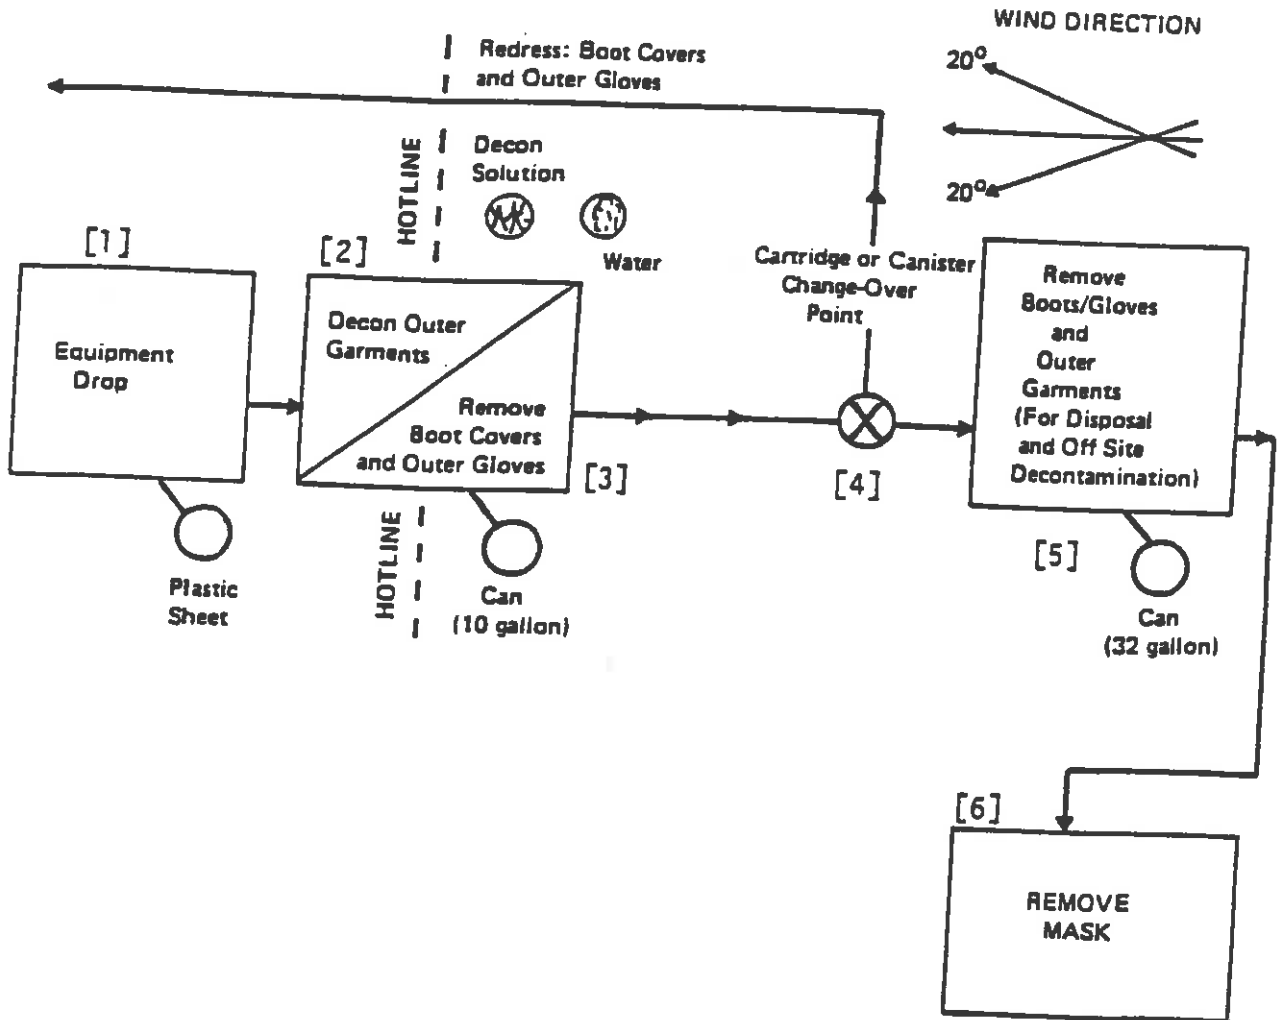 WIND DIRECTION
20°
20°
Redress: Boot Covers
and Outer Gloves
HOTLINE
Decon
Solution
Water
[1]
Equipment
Drop
Plastic
Sheet
[2]
Decon Outer
Garments
Remove
Boot Covers
and Outer Gloves
[3]
HOTLINE
Can
(10 gallon)
Cartridge or Canister
Change-Over
Point
[4]
Remove
Boots/Gloves
and
Outer
Garments
(For Disposal
and Off Site
Decontamination)
[5]
Can
(32 gallon)
[6]
REMOVE
MASK